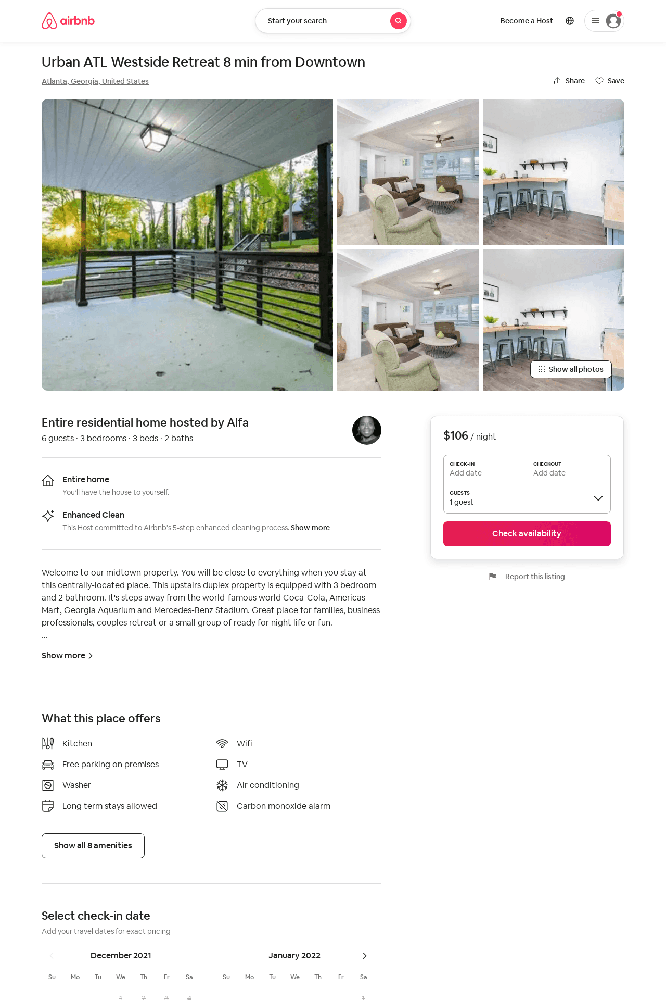 airbnb
Start your search
Become a Host
Urban ATL Westside Retreat 8 min from Downtown
Atlanta, Georgia, United States
Share
Save
Show all photos
Entire residential home hosted by Alfa
6 guests · 3 bedrooms · 3 beds · 2 baths
Entire home
You’ll have the house to yourself.
Enhanced Clean
This Host committed to Airbnb's 5-step enhanced cleaning process. Show more
$106 / night
CHECK-IN
Add date
CHECKOUT
Add date
GUESTS
1 guest
Check availability
Report this listing
Welcome to our midtown property. You will be close to everything when you stay at
this centrally-located place. This upstairs duplex property is equipped with 3 bedroom
and 2 bathroom. It's steps away from the world-famous world Coca-Cola, Americas
Mart, Georgia Aquarium and Mercedes-Benz Stadium. Great place for families, business
professionals, couples retreat or a small group of ready for night life or fun.
...
Show more
What this place offers
Kitchen
Wifi
Free parking on premises
TV
Washer
Air conditioning
Long term stays allowed
Carbon monoxide alarm
Show all 8 amenities
Select check-in date
Add your travel dates for exact pricing
December 2021
January 2022
Su Mo Tu We Th Fr Sa
Su Mo Tu We Th Fr Sa
1 2 3 4
1